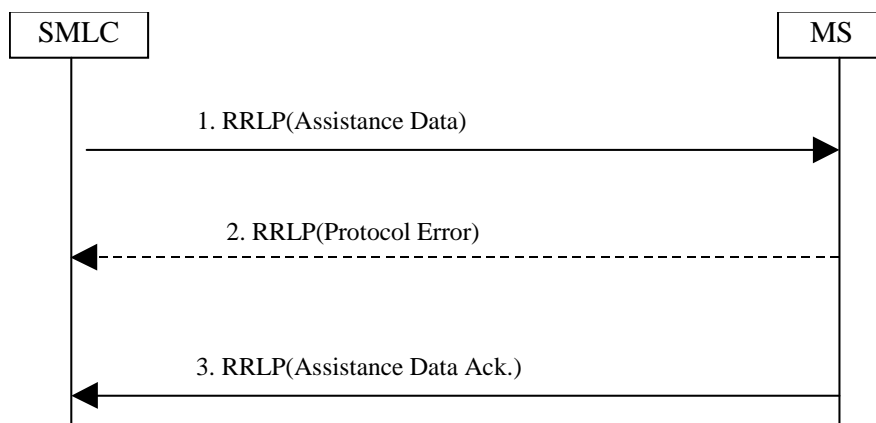 SMLC
MS
1. RRLP(Assistance Data)
2. RRLP(Protocol Error)
3. RRLP(Assistance Data Ack.)